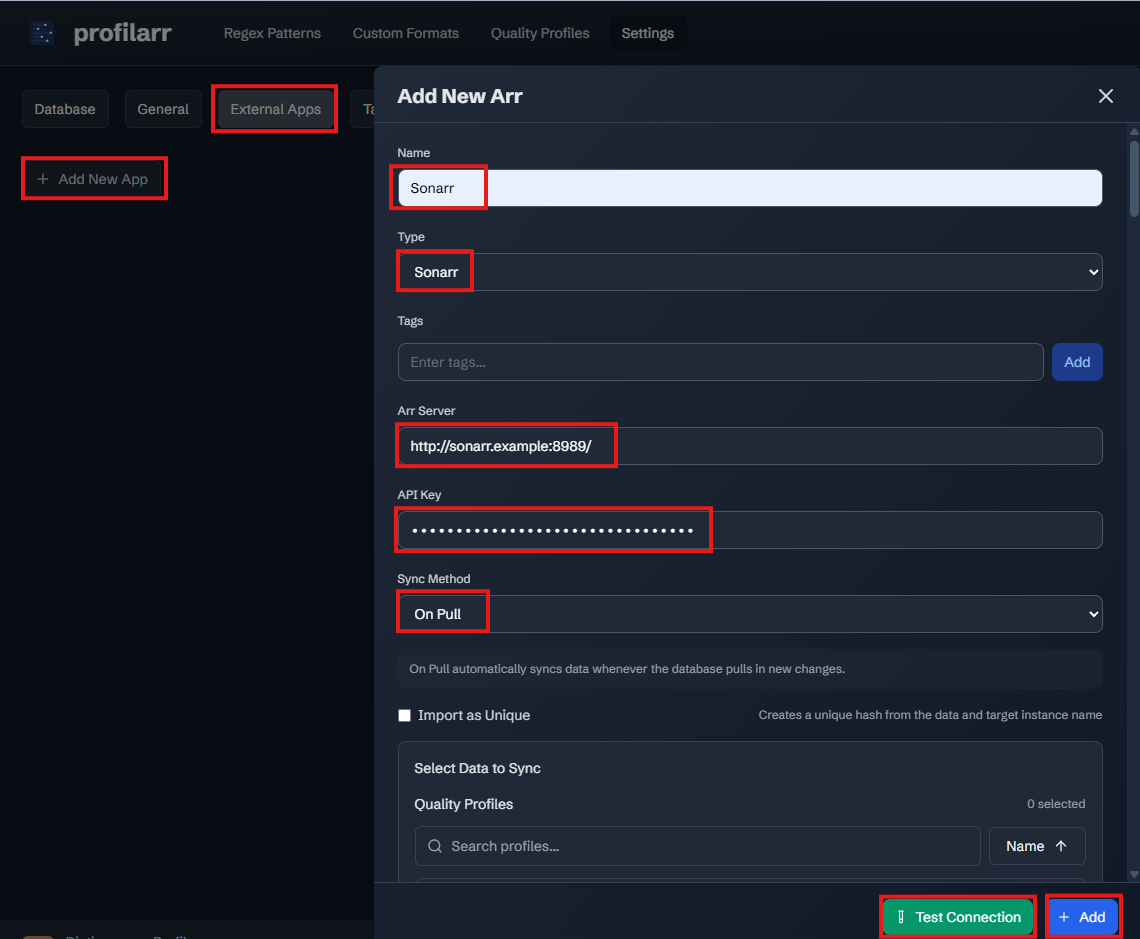 profilarr
Regex Patterns
Custom Formats
Quality Profiles
Settings
Database
General
External Apps
+ Add New App
Add New Arr
Name
Sonarr
Type
Sonarr
Tags
Enter tags...
Add
Arr Server
http://sonarr.example:8989/
API Key
••••••••••••••••••••••••••••••••
Sync Method
On Pull
On Pull automatically syncs data whenever the database pulls in new changes.
Import as Unique
Creates a unique hash from the data and target instance name
Select Data to Sync
Quality Profiles
0 selected
Search profiles...
Name ↑
Test Connection
+ Add